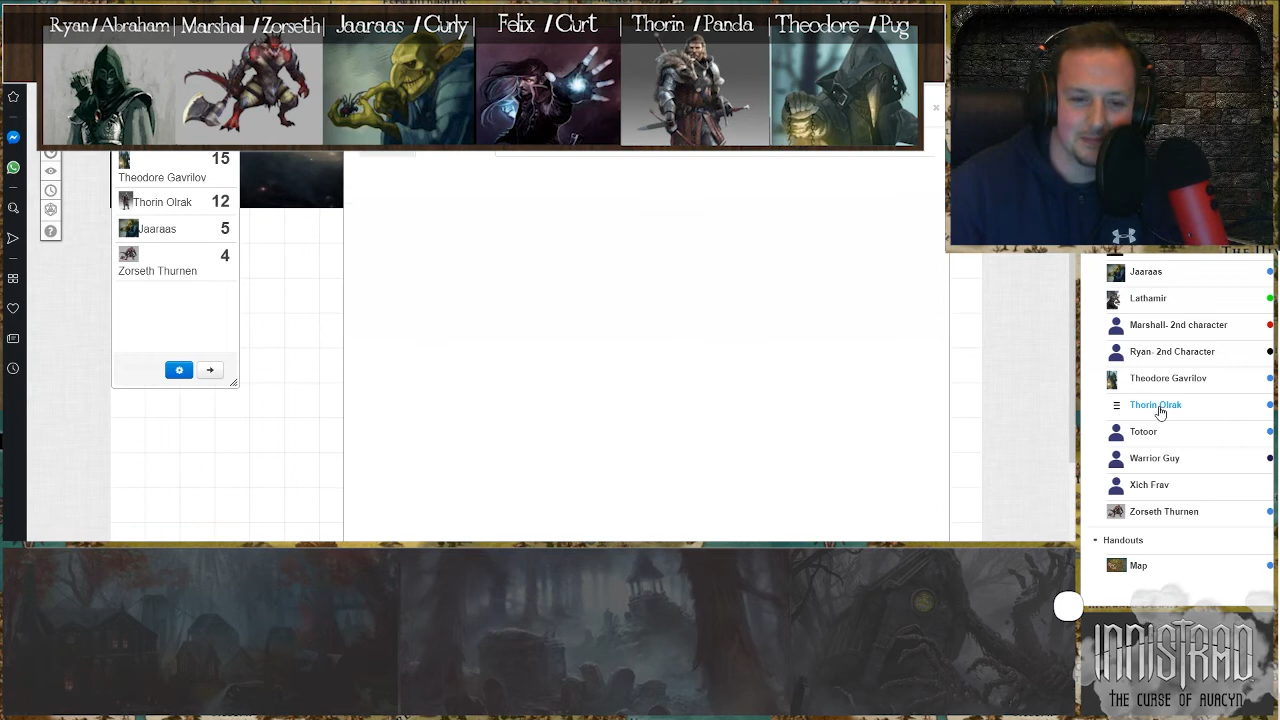 Ryan / Abraham | Marshal / Zorseth | Jaaraas / Curly | Felix / Curt | Thorin / Panda | Theodore / Pug
15
Theodore Gavrilov
Thorin Olrak 12
Jaaraas 5
4
Zorseth Thurnen
Jaaraas
Lathamir
Marshall- 2nd character
Ryan- 2nd Character
Theodore Gavrilov
Thorin Olrak
Totoor
Warrior Guy
Xich Frav
Zorseth Thurnen
Handouts
Map
INNISTRAD
THE CURSE OF AVACYN